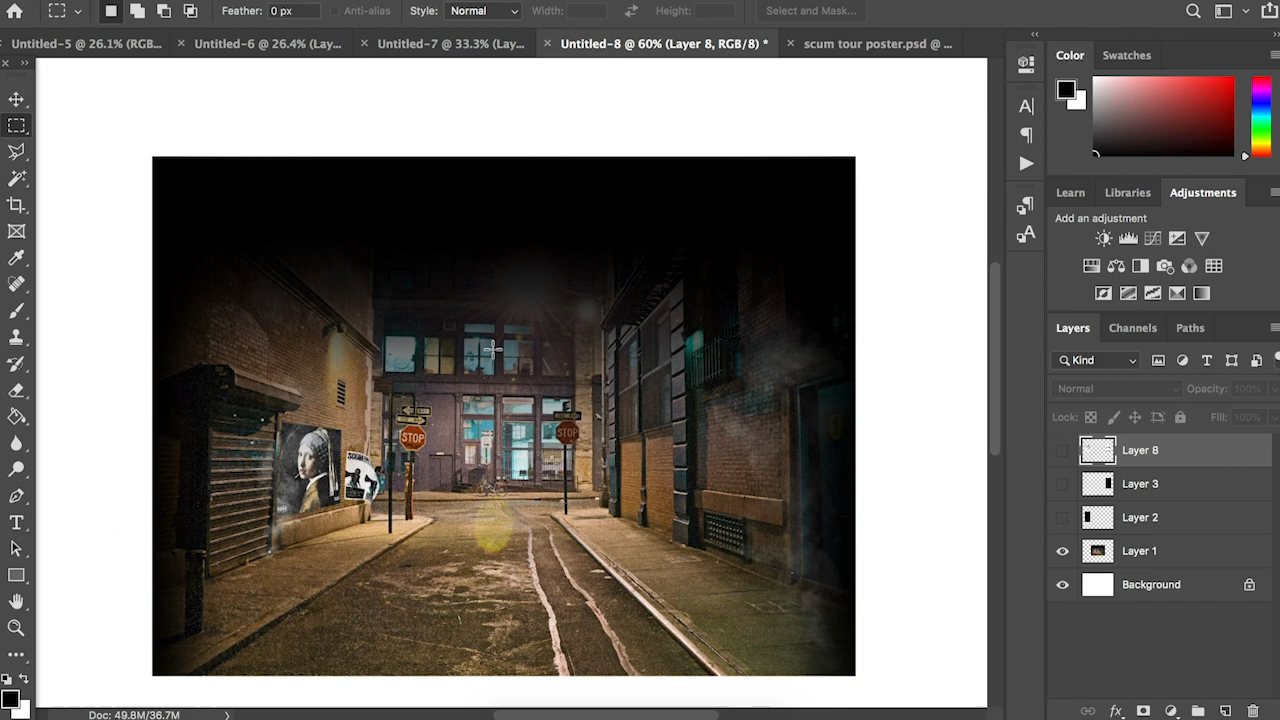 Feather: 0 px Anti-alias Style: Normal Width: Height: Select and Mask...
Untitled-5 @ 26.1% (RGB... Untitled-6 @ 26.4% (Lay... Untitled-7 @ 33.3% (Lay... Untitled-8 @ 60% (Layer 8, RGB/8) * scum tour poster.psd @ ...
Color Swatches
Learn Libraries Adjustments
Add an adjustment
Layers Channels Paths
Kind
Normal Opacity: 100%
Lock: Fill: 100%
Layer 8
Layer 3
Layer 2
Layer 1
Background
STOP
STOP
Doc: 49.8M/36.7M